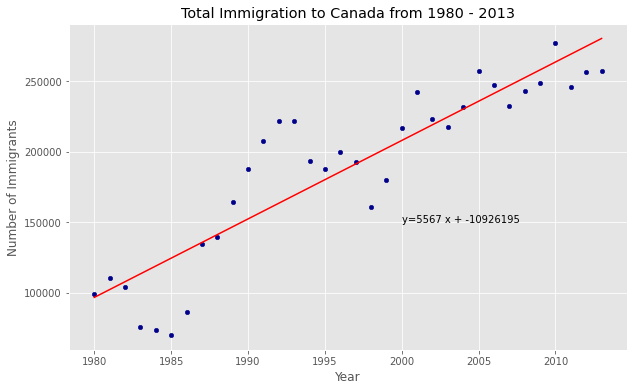 Total Immigration to Canada from 1980 - 2013
Number of Immigrants
250000
200000
150000
100000
y=5567 x + -10926195
1980 1985 1990 1995 2000 2005 2010
Year